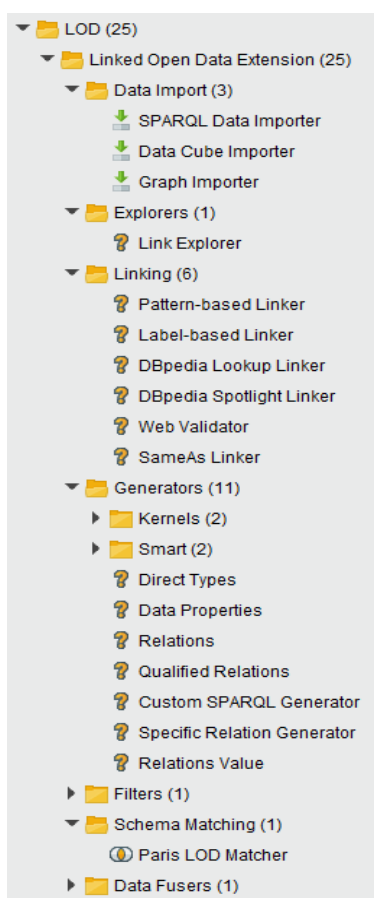 LOD (25)
Linked Open Data Extension (25)
Data Import (3)
SPARQL Data Importer
Data Cube Importer
Graph Importer
Explorers (1)
Link Explorer
Linking (6)
Pattern-based Linker
Label-based Linker
DBpedia Lookup Linker
DBpedia Spotlight Linker
Web Validator
SameAs Linker
Generators (11)
Kernels (2)
Smart (2)
Direct Types
Data Properties
Relations
Qualified Relations
Custom SPARQL Generator
Specific Relation Generator
Relations Value
Filters (1)
Schema Matching (1)
Paris LOD Matcher
Data Fusers (1)